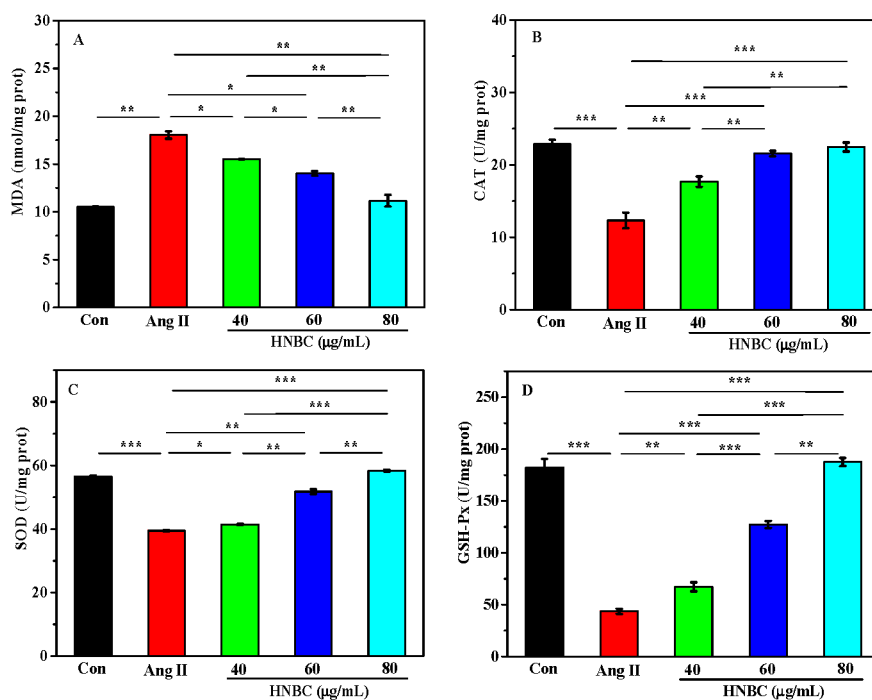 A
MDA (nmol/mg prot)
30
25
20
15
10
5
0
**
**
*
** * * **
Con Ang II 40 60 80
HNBC (μg/mL)
B
CAT (U/mg prot)
40
30
20
10
0
***
**
***
*** ** **
Con Ang II 40 60 80
HNBC (μg/mL)
C
SOD (U/mg prot)
80
60
40
20
0
***
***
**
*** * ** **
Con Ang II 40 60 80
HNBC (μg/mL)
D
GSH-Px (U/mg prot)
250
200
150
100
50
0
***
***
***
*** ** *** **
Con Ang II 40 60 80
HNBC (μg/mL)